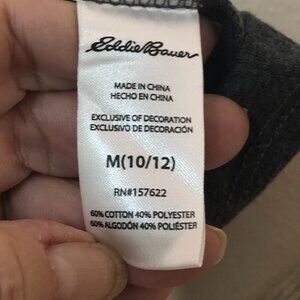 Eddie Bauer
MADE IN CHINA
HECHO EN CHINA
EXCLUSIVE OF DECORATION
EXCLUSIVO DE DECORACIÓN
M(10/12)
RN#157622
60% COTTON 40% POLYESTER
60% ALGODÓN 40% POLIÉSTER